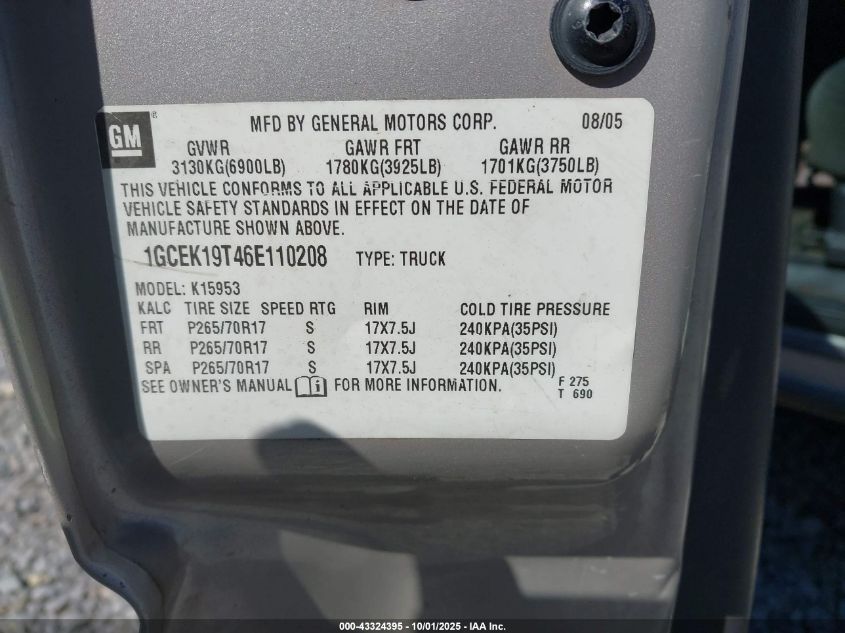 GM ®
MFD BY GENERAL MOTORS CORP. 08/05
GVWR GAWR FRT GAWR RR
3130KG(6900LB) 1780KG(3925LB) 1701KG(3750LB)
THIS VEHICLE CONFORMS TO ALL APPLICABLE U.S. FEDERAL MOTOR
VEHICLE SAFETY STANDARDS IN EFFECT ON THE DATE OF
MANUFACTURE SHOWN ABOVE.
1GCEK19T46E110208 TYPE: TRUCK
MODEL: K15953
KALC TIRE SIZE SPEED RTG RIM COLD TIRE PRESSURE
FRT P265/70R17 S 17X7.5J 240KPA(35PSI)
RR P265/70R17 S 17X7.5J 240KPA(35PSI)
SPA P265/70R17 S 17X7.5J 240KPA(35PSI)
SEE OWNER'S MANUAL i FOR MORE INFORMATION. F 275
T 690
000-43324395 - 10/01/2025 - IAA Inc.